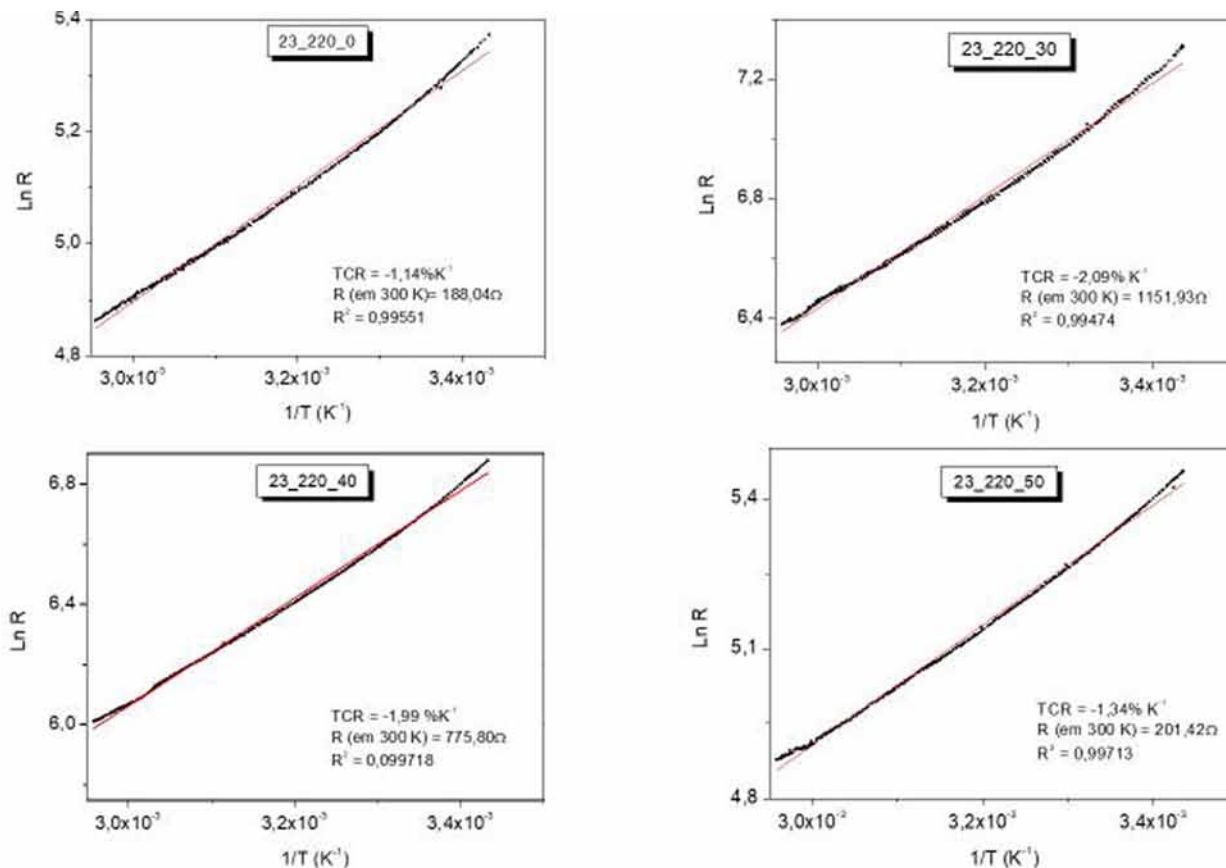 23_220_0
Ln R
5,4
5,2
5,0
4,8
TCR = -1,14%K⁻¹
R (em 300 K)= 188,04Ω
R² = 0,99551
3,0x10⁻³
3,2x10⁻³
3,4x10⁻³
1/T (K⁻¹)
23_220_30
Ln R
7,2
6,8
6,4
TCR = -2,09% K⁻¹
R (em 300 K) = 1151,93Ω
R² = 0,99474
3,0x10⁻³
3,2x10⁻³
3,4x10⁻³
1/T (K⁻¹)
23_220_40
Ln R
6,8
6,4
6,0
TCR = -1,99 %K⁻¹
R (em 300 K) = 775,80Ω
R² = 0,099718
3,0x10⁻³
3,2x10⁻³
3,4x10⁻³
1/T (K⁻¹)
23_220_50
Ln R
5,4
5,1
4,8
TCR = -1,34% K⁻¹
R (em 300 K) = 201,42Ω
R² = 0,99713
3,0x10⁻³
3,2x10⁻³
3,4x10⁻³
1/T (K⁻¹)